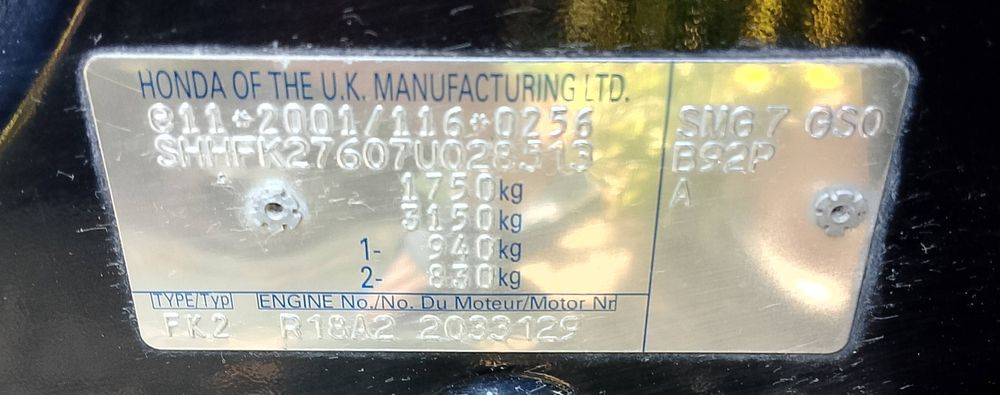 HONDA OF THE U.K. MANUFACTURING LTD.
e11*2001/116*0256
SHHFK27607U028313
1750kg
3150kg
1- 940kg
2- 830kg
TYPE/Typ ENGINE No./No. Du Moteur/Motor Nr
FK2 R18A2 2033129
SMG7 GS0
B92P
A